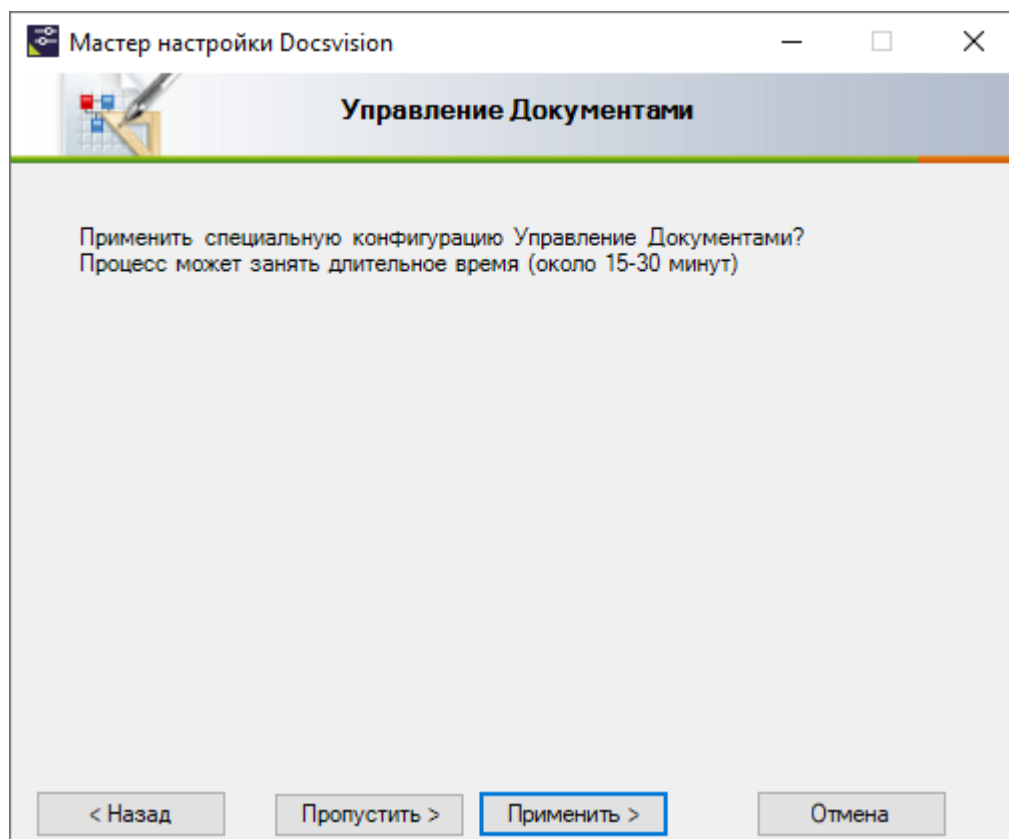 Мастер настройки Docsvision
Управление Документами
Применить специальную конфигурацию Управление Документами?
Процесс может занять длительное время (около 15-30 минут)
< Назад
Пропустить >
Применить >
Отмена